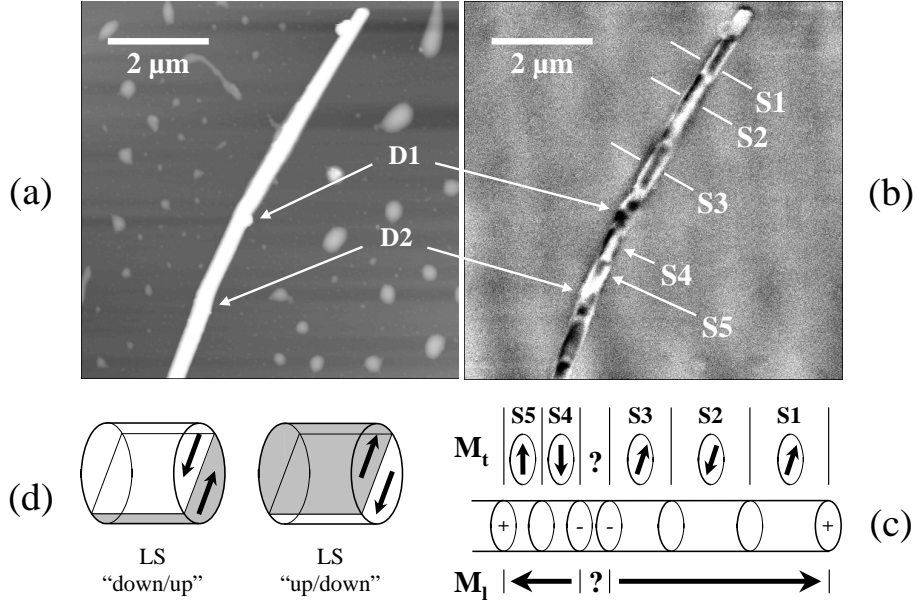 (a)
2 µm
D1
D2
2 µm
S1
S2
S3
S4
S5
(b)
(d)
LS
“down/up”
LS
“up/down”
S5 S4 S3 S2 S1
Mt ?
+ - - +
(c)
Ml ?